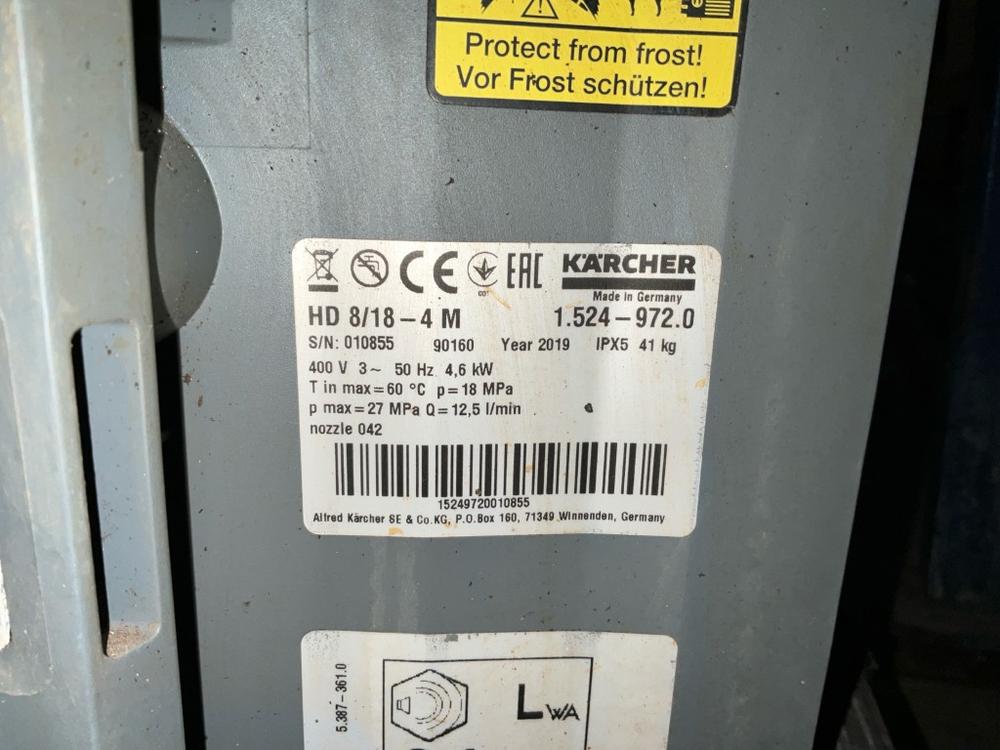 Protect from frost!
Vor Frost schützen!
CE EAC KÄRCHER
Made in Germany
HD 8/18-4 M 1.524-972.0
S/N: 010855 90160 Year 2019 IPX5 41 kg
400 V 3~ 50 Hz 4,6 kW
T in max=60 °C p=18 MPa
p max=27 MPa Q=12,5 l/min
nozzle 042
15249720010855
Alfred Kärcher SE & Co.KG, P.O.Box 160, 71349 Winnenden, Germany
5.387-361.0
LWA